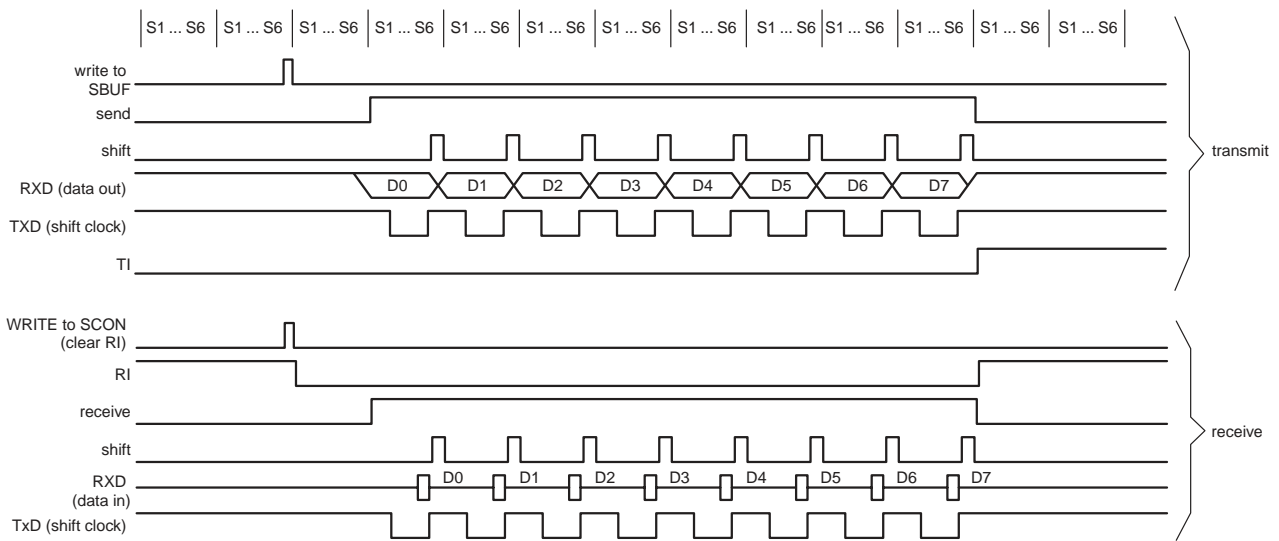 S1 ... S6 S1 ... S6 S1 ... S6 S1 ... S6 S1 ... S6 S1 ... S6 S1 ... S6 S1 ... S6 S1 ... S6 S1 ... S6 S1 ... S6 S1 ... S6 S1 ... S6
write to
SBUF
send
shift
transmit
RXD (data out) D0 D1 D2 D3 D4 D5 D6 D7
TXD (shift clock)
TI
WRITE to SCON
(clear RI)
RI
receive
receive
shift
RXD D0 D1 D2 D3 D4 D5 D6 D7
(data in)
TxD (shift clock)